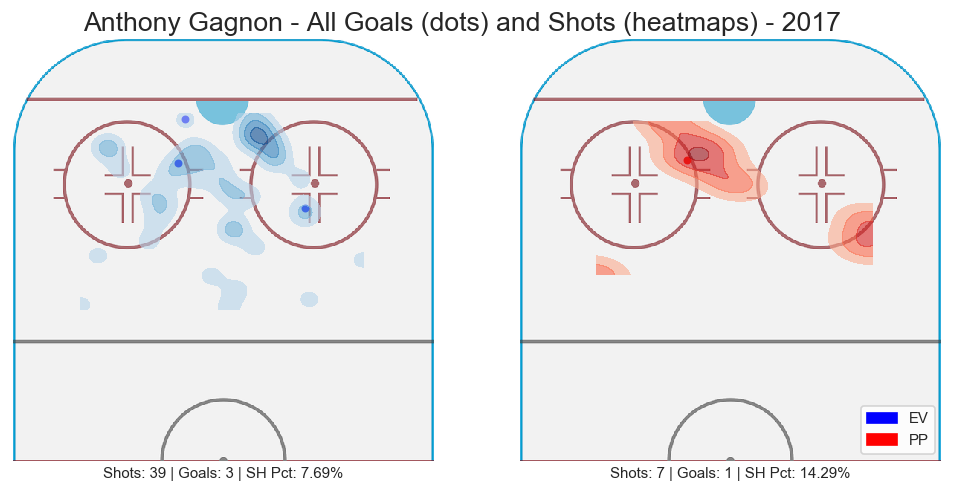 Anthony Gagnon - All Goals (dots) and Shots (heatmaps) - 2017
EV
PP
Shots: 39 | Goals: 3 | SH Pct: 7.69%
Shots: 7 | Goals: 1 | SH Pct: 14.29%